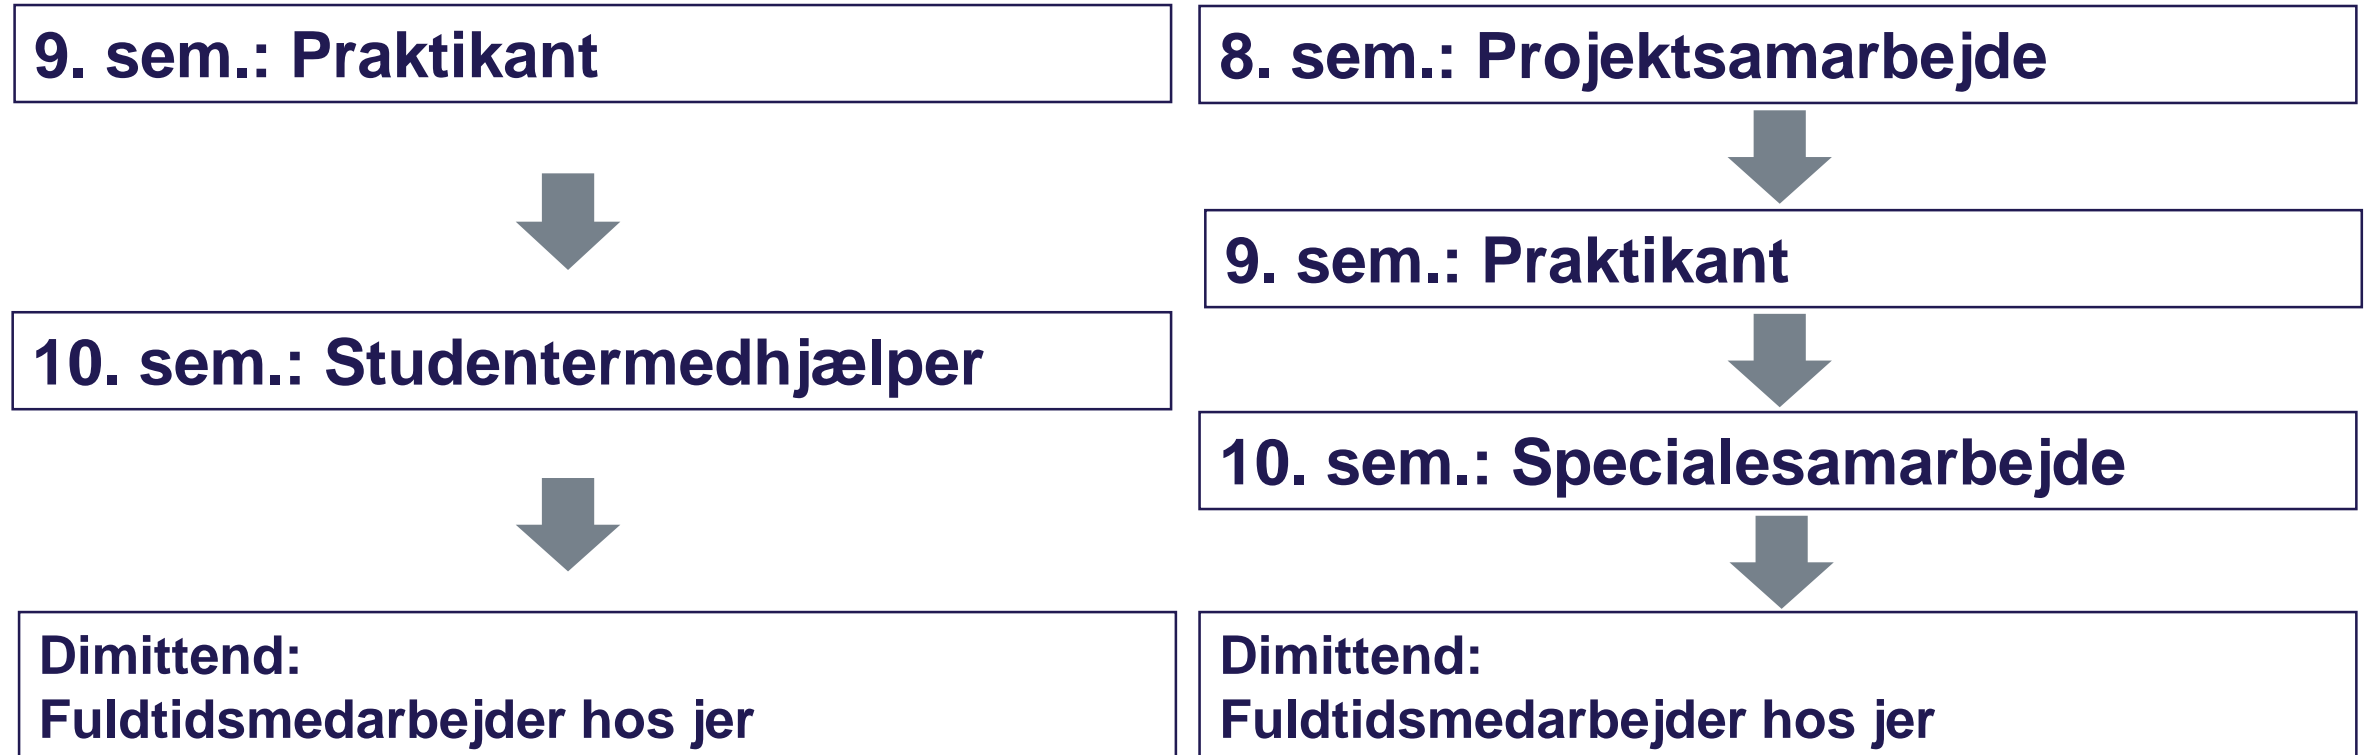 9. sem.: Praktikant
10. sem.: Studentermedhjælper
Dimittend:
Fuldtidsmedarbejder hos jer
8. sem.: Projektsamarbejde
9. sem.: Praktikant
10. sem.: Specialesamarbejde
Dimittend:
Fuldtidsmedarbejder hos jer